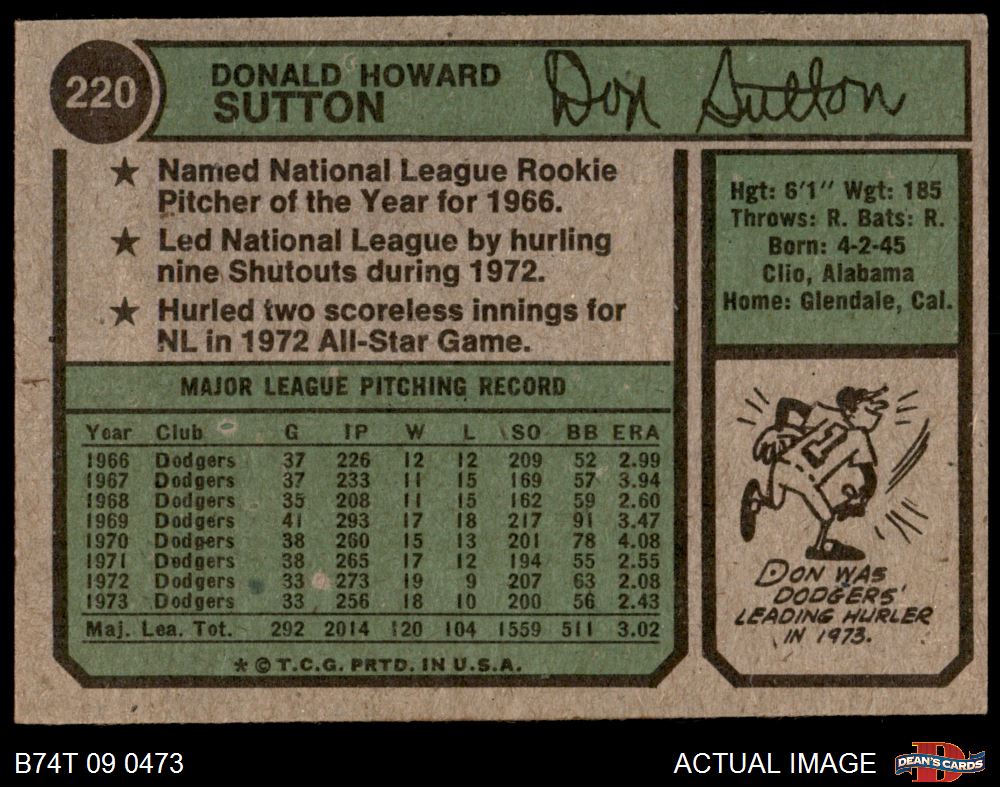 220
DONALD HOWARD
SUTTON
Don Sutton
★ Named National League Rookie
Pitcher of the Year for 1966.
★ Led National League by hurling
nine Shutouts during 1972.
★ Hurled two scoreless innings for
NL in 1972 All-Star Game.
Hgt: 6'1" Wgt: 185
Throws: R. Bats: R.
Born: 4-2-45
Clio, Alabama
Home: Glendale, Cal.
MAJOR LEAGUE PITCHING RECORD
Year Club G IP W L SO BB ERA
1966 Dodgers 37 226 12 12 209 52 2.99
1967 Dodgers 37 233 11 15 169 57 3.94
1968 Dodgers 35 208 11 15 162 59 2.60
1969 Dodgers 41 293 17 18 217 91 3.47
1970 Dodgers 38 260 15 13 201 78 4.08
1971 Dodgers 38 265 17 12 194 55 2.55
1972 Dodgers 33 273 19 9 207 63 2.08
1973 Dodgers 33 256 18 10 200 56 2.43
Maj. Lea. Tot. 292 2014 120 104 1559 511 3.02
* © T.C.G. PRTD. IN U.S.A.
DON WAS
DODGERS'
LEADING HURLER
IN 1973.
B74T 09 0473
ACTUAL IMAGE
D
DEAN'S CARDS